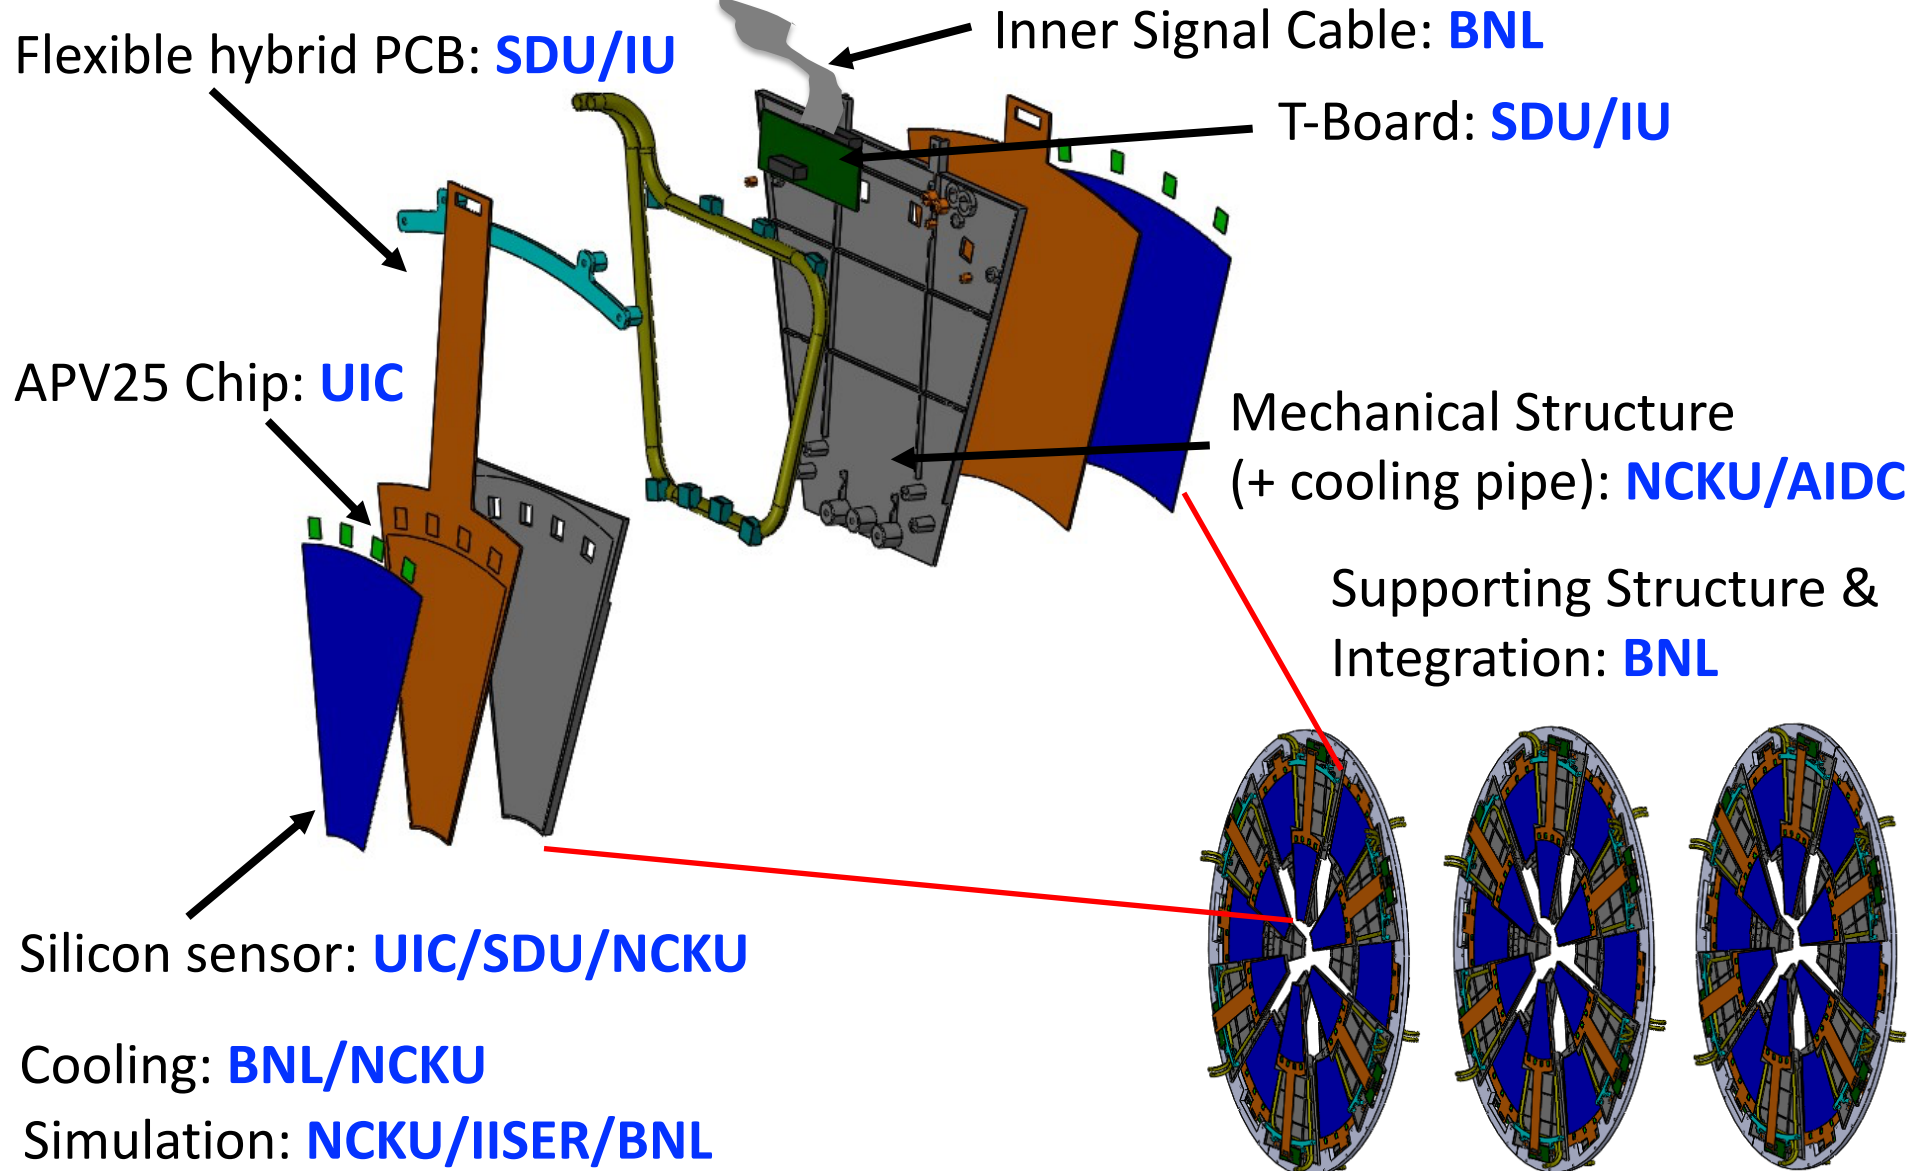 Inner Signal Cable: BNL
Flexible hybrid PCB: SDU/IU
T-Board: SDU/IU
APV25 Chip: UIC
Mechanical Structure
(+ cooling pipe): NCKU/AIDC
Supporting Structure &
Integration: BNL
Silicon sensor: UIC/SDU/NCKU
Cooling: BNL/NCKU
Simulation: NCKU/IISER/BNL